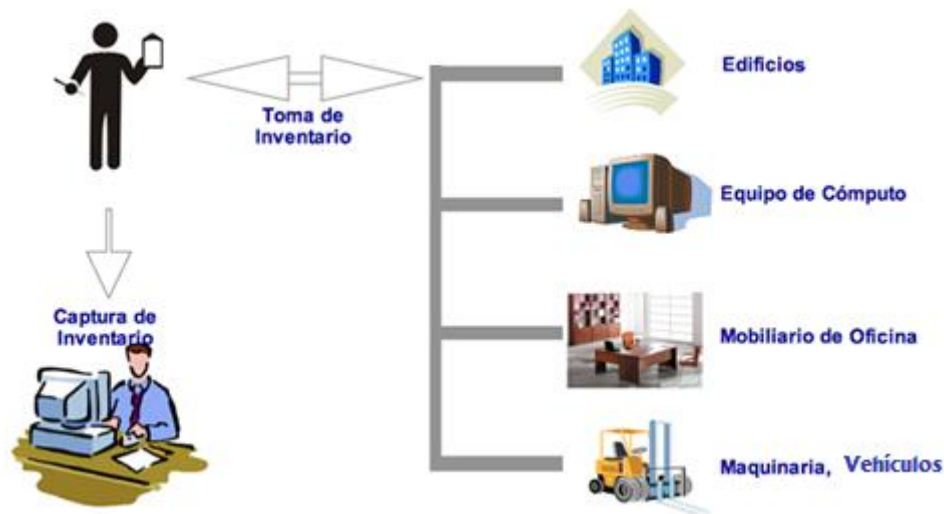 Toma de
Inventario
Edificios
Equipo de Cómputo
Captura de
Inventario
Mobiliario de Oficina
Maquinaria, Vehículos